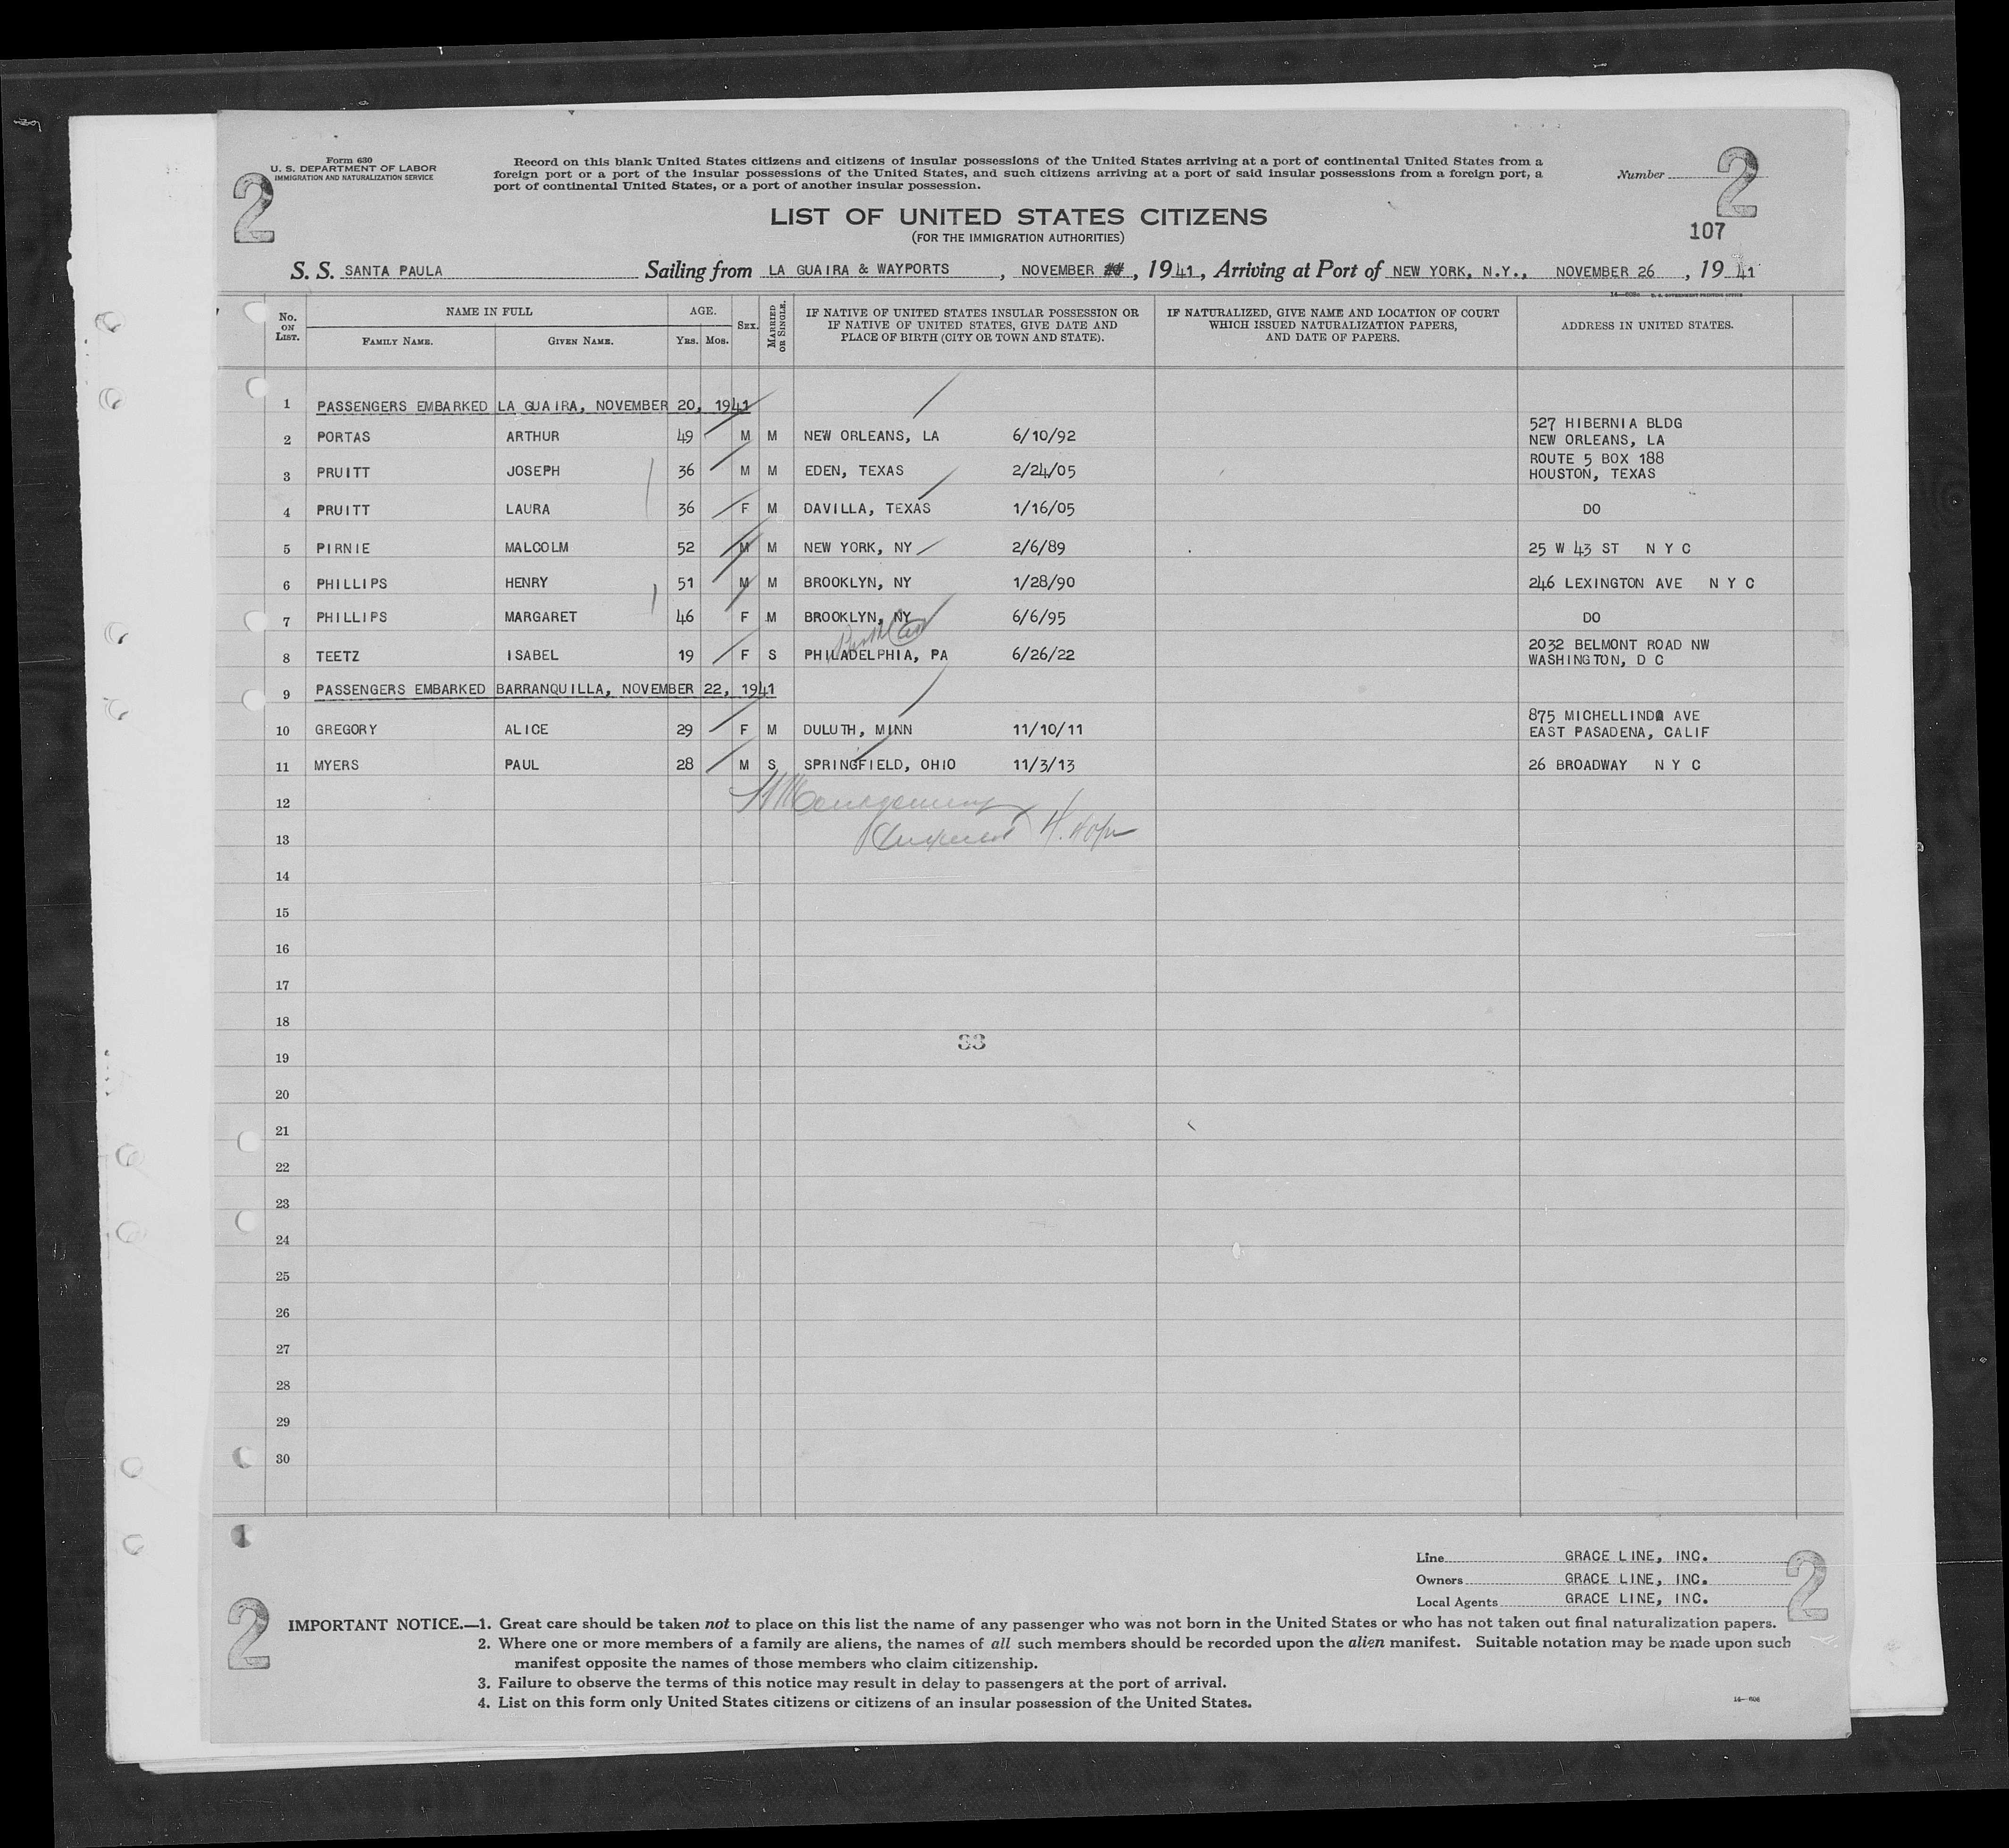 Form 630
U. S. DEPARTMENT OF LABOR
IMMIGRATION AND NATURALIZATION SERVICE
2
Record on this blank United States citizens and citizens of insular possessions of the United States arriving at a port of continental United States from a
foreign port or a port of the insular possessions of the United States, and such citizens arriving at a port of said insular possessions from a foreign port, a
port of continental United States, or a port of another insular possession.
Number
2
107
LIST OF UNITED STATES CITIZENS
(FOR THE IMMIGRATION AUTHORITIES)
S. S. SANTA PAULA Sailing from LA GUAIRA & WAYPORTS, NOVEMBER, 1941, Arriving at Port of NEW YORK, N.Y., NOVEMBER 26, 1941
No. ON LIST. NAME IN FULL FAMILY NAME. GIVEN NAME. AGE. YRS. MOS. SEX. MARRIED OR SINGLE. IF NATIVE OF UNITED STATES INSULAR POSSESSION OR IF NATIVE OF UNITED STATES, GIVE DATE AND PLACE OF BIRTH (CITY OR TOWN AND STATE). IF NATURALIZED, GIVE NAME AND LOCATION OF COURT WHICH ISSUED NATURALIZATION PAPERS, AND DATE OF PAPERS. ADDRESS IN UNITED STATES.
1 PASSENGERS EMBARKED LA GUAIRA, NOVEMBER 20, 1941
2 PORTAS ARTHUR 49 M M NEW ORLEANS, LA 6/10/92 527 HIBERNIA BLDG NEW ORLEANS, LA
3 PRUITT JOSEPH 36 M M EDEN, TEXAS 2/24/05 ROUTE 5 BOX 188 HOUSTON, TEXAS
4 PRUITT LAURA 36 F M DAVILLA, TEXAS 1/16/05 DO
5 PIRNIE MALCOLM 52 M M NEW YORK, NY 2/6/89 25 W 43 ST N Y C
6 PHILLIPS HENRY 51 M M BROOKLYN, NY 1/28/90 246 LEXINGTON AVE N Y C
7 PHILLIPS MARGARET 46 F M BROOKLYN, NY 6/6/95 DO
8 TEETZ ISABEL 19 F S PHILADELPHIA, PA 6/26/22 2032 BELMONT ROAD NW WASHINGTON, D C
9 PASSENGERS EMBARKED BARRANQUILLA, NOVEMBER 22, 1941
10 GREGORY ALICE 29 F M DULUTH, MINN 11/10/11 875 MICHELLINDA AVE EAST PASADENA, CALIF
11 MYERS PAUL 28 M S SPRINGFIELD, OHIO 11/3/13 26 BROADWAY N Y C
12
13
14
15
16
17
18
33
19
20
21
22
23
24
25
26
27
28
29
30
Line GRACE LINE, INC.
Owners GRACE LINE, INC.
Local Agents GRACE LINE, INC.
2
2
IMPORTANT NOTICE.—1. Great care should be taken not to place on this list the name of any passenger who was not born in the United States or who has not taken out final naturalization papers.
2. Where one or more members of a family are aliens, the names of all such members should be recorded upon the alien manifest. Suitable notation may be made upon such
manifest opposite the names of those members who claim citizenship.
3. Failure to observe the terms of this notice may result in delay to passengers at the port of arrival.
4. List on this form only United States citizens or citizens of an insular possession of the United States.